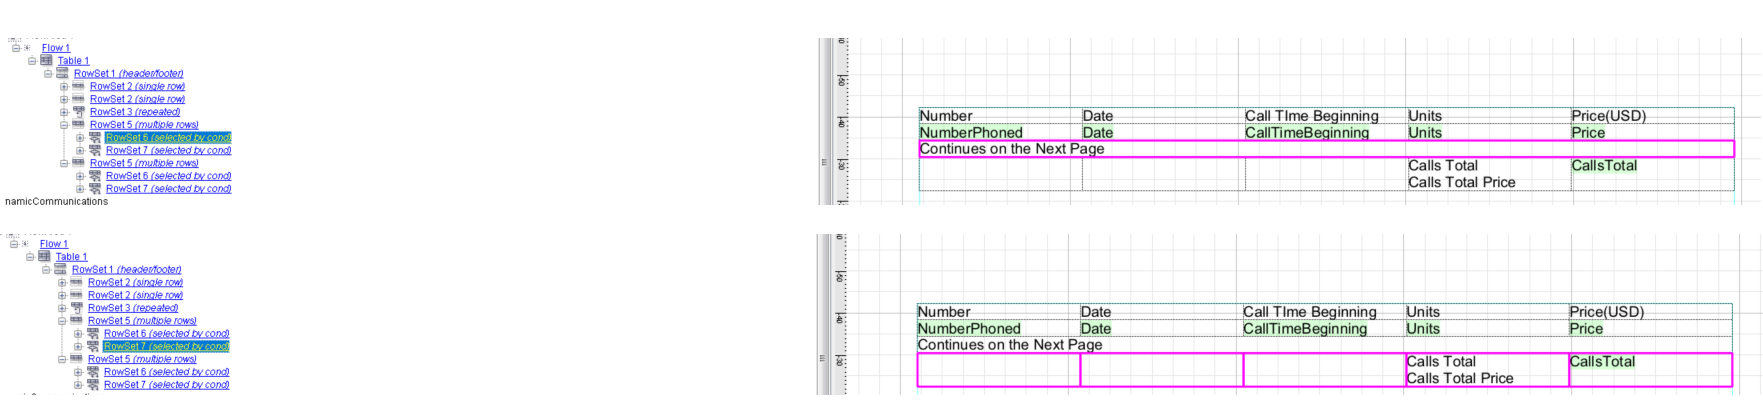 Flow 1
Table 1
RowSet 1 (header/footer)
RowSet 2 (single row)
RowSet 2 (single row)
RowSet 3 (repeated)
RowSet 5 (multiple rows)
RowSet 6 (selected by cond)
RowSet 7 (selected by cond)
RowSet 5 (multiple rows)
RowSet 6 (selected by cond)
RowSet 7 (selected by cond)
namicCommunications
Number Date Call TIme Beginning Units Price(USD)
NumberPhoned Date CallTimeBeginning Units Price
Continues on the Next Page
Calls Total CallsTotal
Calls Total Price
Flow 1
Table 1
RowSet 1 (header/footer)
RowSet 2 (single row)
RowSet 2 (single row)
RowSet 3 (repeated)
RowSet 5 (multiple rows)
RowSet 6 (selected by cond)
RowSet 7 (selected by cond)
RowSet 5 (multiple rows)
RowSet 6 (selected by cond)
RowSet 7 (selected by cond)
Number Date Call TIme Beginning Units Price(USD)
NumberPhoned Date CallTimeBeginning Units Price
Continues on the Next Page
Calls Total CallsTotal
Calls Total Price